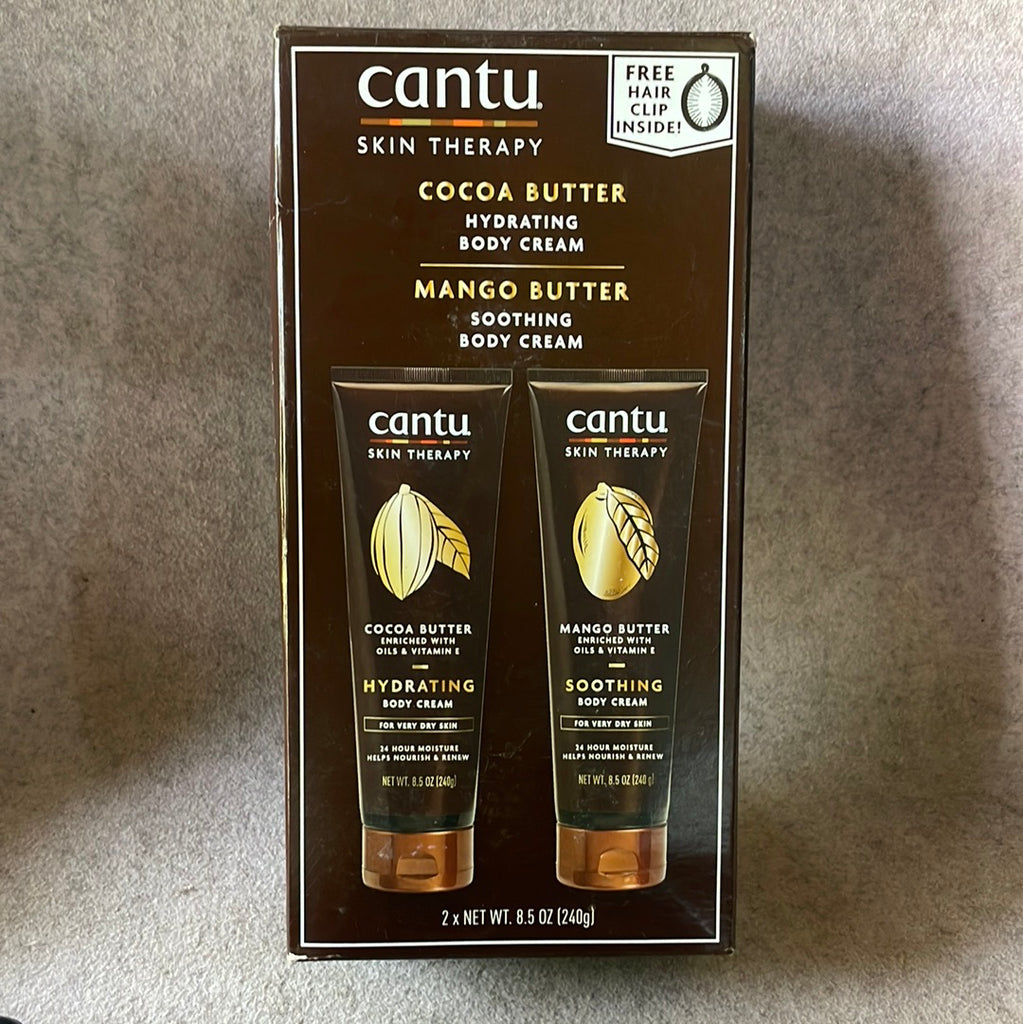 cantu
SKIN THERAPY
FREE
HAIR
CLIP
INSIDE!
COCOA BUTTER
HYDRATING
BODY CREAM
MANGO BUTTER
SOOTHING
BODY CREAM
cantu
SKIN THERAPY
COCOA BUTTER
ENRICHED WITH
OILS & VITAMIN E
HYDRATING
BODY CREAM
FOR VERY DRY SKIN
24 HOUR MOISTURE
HELPS NOURISH & RENEW
NET WT. 8.5 OZ (240g)
cantu
SKIN THERAPY
MANGO BUTTER
ENRICHED WITH
OILS & VITAMIN E
SOOTHING
BODY CREAM
FOR VERY DRY SKIN
24 HOUR MOISTURE
HELPS NOURISH & RENEW
NET WT. 8.5 OZ (240 g)
2 x NET WT. 8.5 OZ (240g)